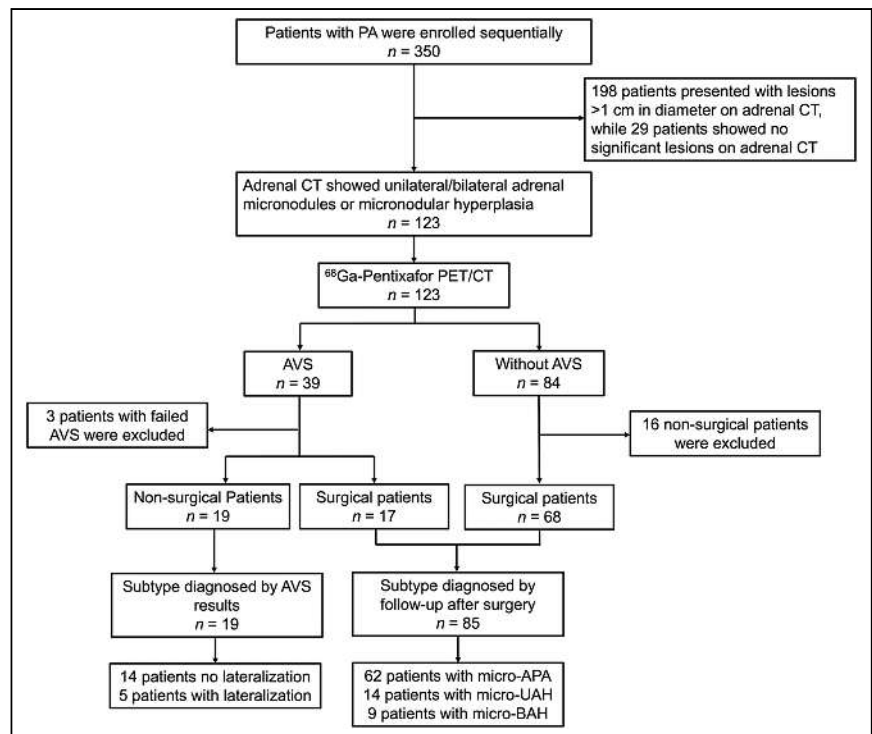 Patients with PA were enrolled sequentially
n = 350
198 patients presented with lesions
>1 cm in diameter on adrenal CT,
while 29 patients showed no
significant lesions on adrenal CT
Adrenal CT showed unilateral/bilateral adrenal
micronodules or micronodular hyperplasia
n = 123
⁶⁸Ga-Pentixafor PET/CT
n = 123
AVS
n = 39
Without AVS
n = 84
3 patients with failed
AVS were excluded
16 non-surgical patients
were excluded
Non-surgical Patients
n = 19
Surgical patients
n = 17
Surgical patients
n = 68
Subtype diagnosed by AVS
results
n = 19
Subtype diagnosed by
follow-up after surgery
n = 85
14 patients no lateralization
5 patients with lateralization
62 patients with micro-APA
14 patients with micro-UAH
9 patients with micro-BAH